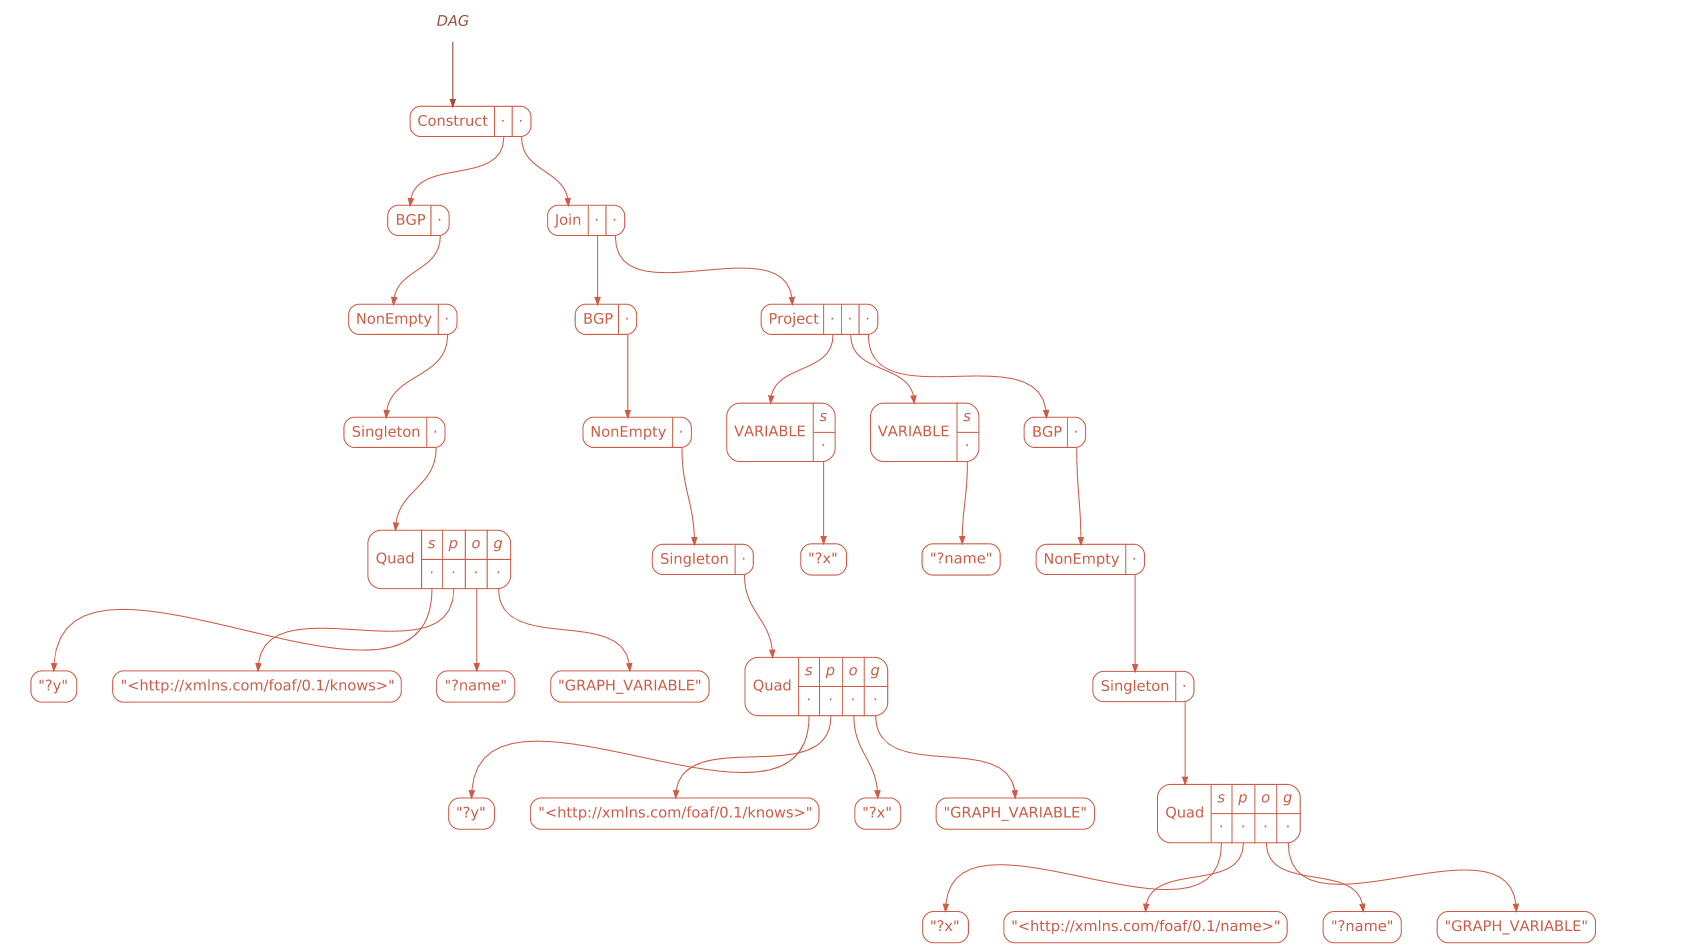 DAG
Construct · ·
BGP ·
Join · ·
NonEmpty ·
BGP ·
Project · · ·
Singleton ·
NonEmpty ·
VARIABLE s ·
VARIABLE s ·
BGP ·
Quad s p o g
· · · ·
Singleton ·
"?x"
"?name"
NonEmpty ·
"?y"
"<http://xmlns.com/foaf/0.1/knows>"
"?name"
"GRAPH_VARIABLE"
Quad s p o g
· · · ·
Singleton ·
"?y"
"<http://xmlns.com/foaf/0.1/knows>"
"?x"
"GRAPH_VARIABLE"
Quad s p o g
· · · ·
"?x"
"<http://xmlns.com/foaf/0.1/name>"
"?name"
"GRAPH_VARIABLE"